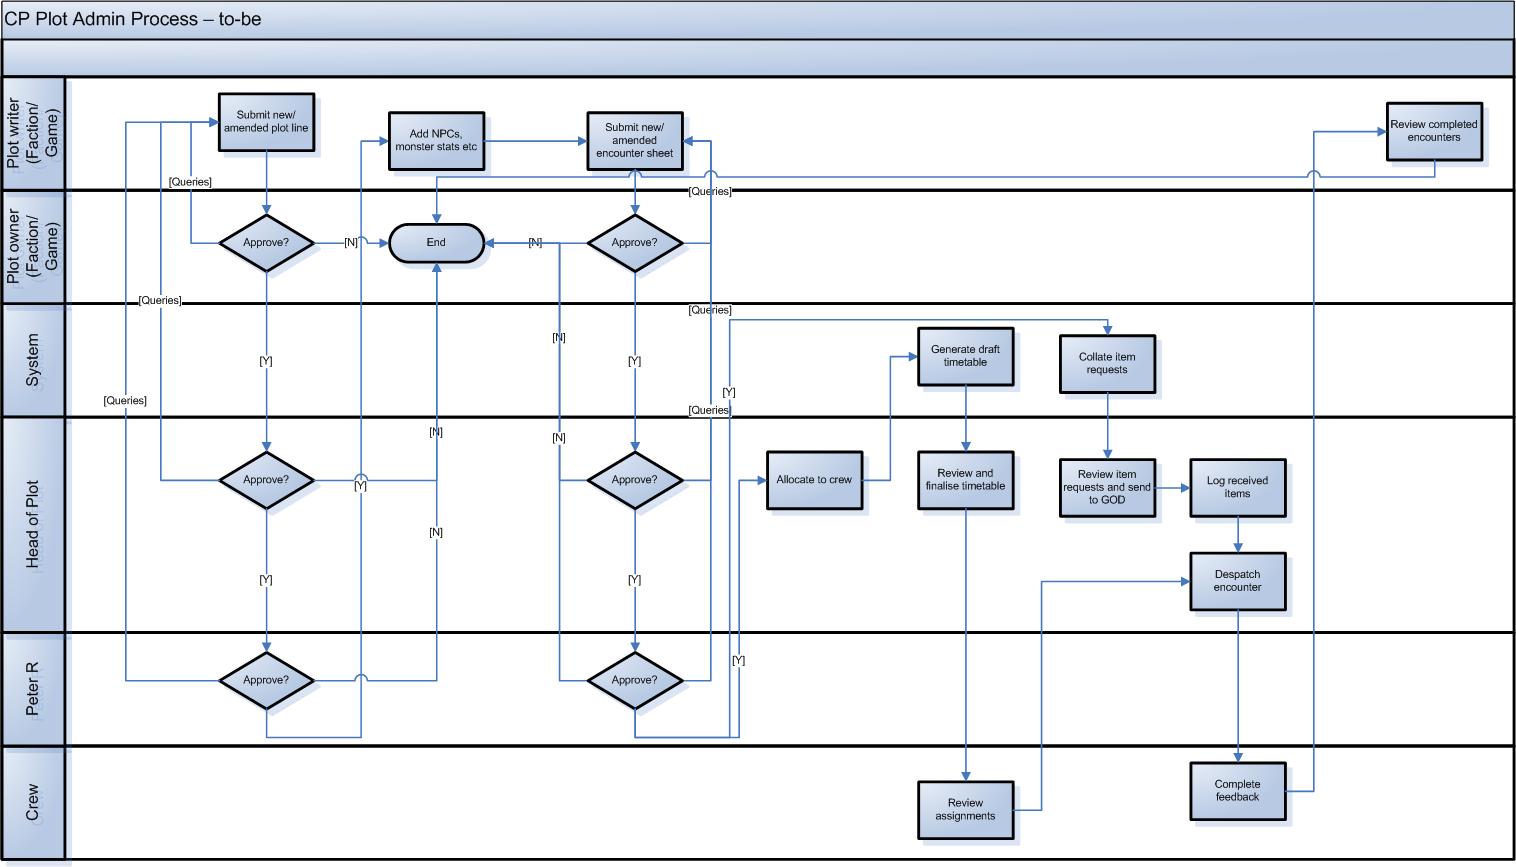 CP Plot Admin Process – to-be
Plot writer
(Faction/
Game)
Submit new/
amended plot line
Add NPCs,
monster stats etc
Submit new/
amended
encounter sheet
Review completed
encounters
[Queries]
[Queries]
Plot owner
(Faction/
Game)
Approve?
[N]
End
[N]
Approve?
[Queries]
[Queries]
System
[Y]
[N]
[Y]
Generate draft
timetable
Collate item
requests
[Y]
[Queries]
[Queries]
Head of Plot
[N]
[N]
Approve?
[Y]
Approve?
Allocate to crew
Review and
finalise timetable
Review item
requests and send
to GOD
Log received
items
[N]
[Y]
[Y]
Despatch
encounter
Peter R
Approve?
Approve?
[Y]
Crew
Review
assignments
Complete
feedback